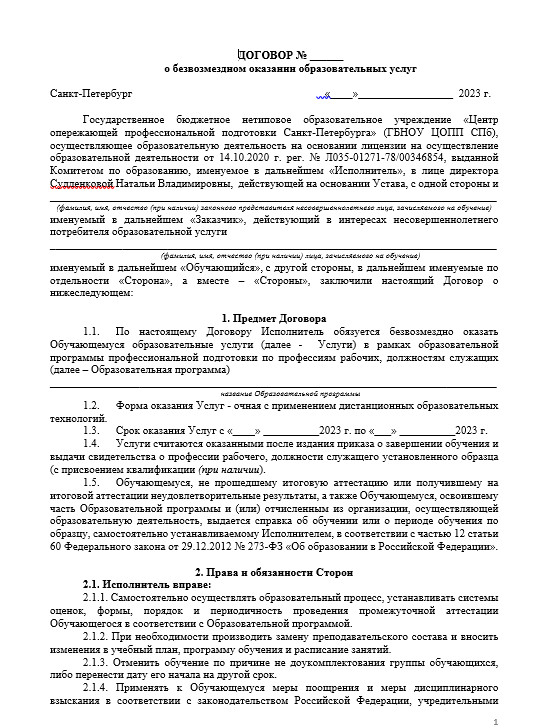 ДОГОВОР № ______
о безвозмездном оказании образовательных услуг
Санкт-Петербург «____»_________________ 2023 г.
Государственное бюджетное нетиповое образовательное учреждение «Центр
опережающей профессиональной подготовки Санкт-Петербурга» (ГБНОУ ЦОПП СПб),
осуществляющее образовательную деятельность на основании лицензии на осуществление
образовательной деятельности от 14.10.2020 г. рег. № Л035-01271-78/00346854, выданной
Комитетом по образованию, именуемое в дальнейшем «Исполнитель», в лице директора
Судденковой Натальи Владимировны, действующей на основании Устава, с одной стороны и
(фамилия, имя, отчество (при наличии) законного представителя несовершеннолетнего лица, зачисляемого на обучение)
именуемый в дальнейшем «Заказчик», действующий в интересах несовершеннолетнего
потребителя образовательной услуги
(фамилия, имя, отчество (при наличии) лица, зачисляемого на обучение)
именуемый в дальнейшем «Обучающийся», с другой стороны, в дальнейшем именуемые по
отдельности «Сторона», а вместе – «Стороны», заключили настоящий Договор о
нижеследующем:
1. Предмет Договора
1.1. По настоящему Договору Исполнитель обязуется безвозмездно оказать
Обучающемуся образовательные услуги (далее - Услуги) в рамках образовательной
программы профессиональной подготовки по профессиям рабочих, должностям служащих
(далее – Образовательная программа)
название Образовательной программы
1.2. Форма оказания Услуг - очная с применением дистанционных образовательных
технологий.
1.3. Срок оказания Услуг с «____» __________2023 г. по «___» __________2023 г.
1.4. Услуги считаются оказанными после издания приказа о завершении обучения и
выдачи свидетельства о профессии рабочего, должности служащего установленного образца
(с присвоением квалификации (при наличии).
1.5. Обучающемуся, не прошедшему итоговую аттестацию или получившему на
итоговой аттестации неудовлетворительные результаты, а также Обучающемуся, освоившему
часть Образовательной программы и (или) отчисленным из организации, осуществляющей
образовательную деятельность, выдается справка об обучении или о периоде обучения по
образцу, самостоятельно устанавливаемому Исполнителем, в соответствии с частью 12 статьи
60 Федерального закона от 29.12.2012 № 273-ФЗ «Об образовании в Российской Федерации».
2. Права и обязанности Сторон
2.1. Исполнитель вправе:
2.1.1. Самостоятельно осуществлять образовательный процесс, устанавливать системы
оценок, формы, порядок и периодичность проведения промежуточной аттестации
Обучающегося в соответствии с Образовательной программой.
2.1.2. При необходимости производить замену преподавательского состава и вносить
изменения в учебный план, программу обучения и расписание занятий.
2.1.3. Отменить обучение по причине не доукомплектования группы обучающихся,
либо перенести дату его начала на другой срок.
2.1.4. Применять к Обучающемуся меры поощрения и меры дисциплинарного
взыскания в соответствии с законодательством Российской Федерации, учредительными
1